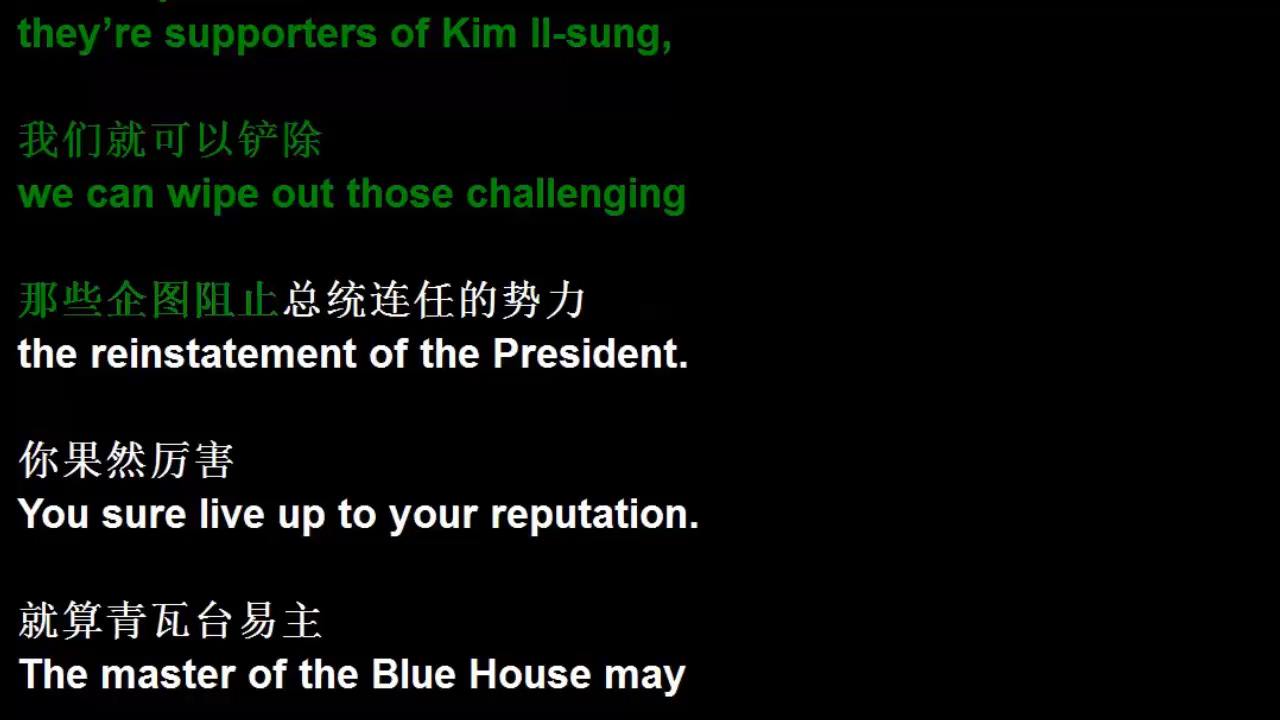 they’re supporters of Kim Il-sung,
我们就可以铲除
we can wipe out those challenging
那些企图阻止总统连任的势力
the reinstatement of the President.
你果然厉害
You sure live up to your reputation.
就算青瓦台易主
The master of the Blue House may